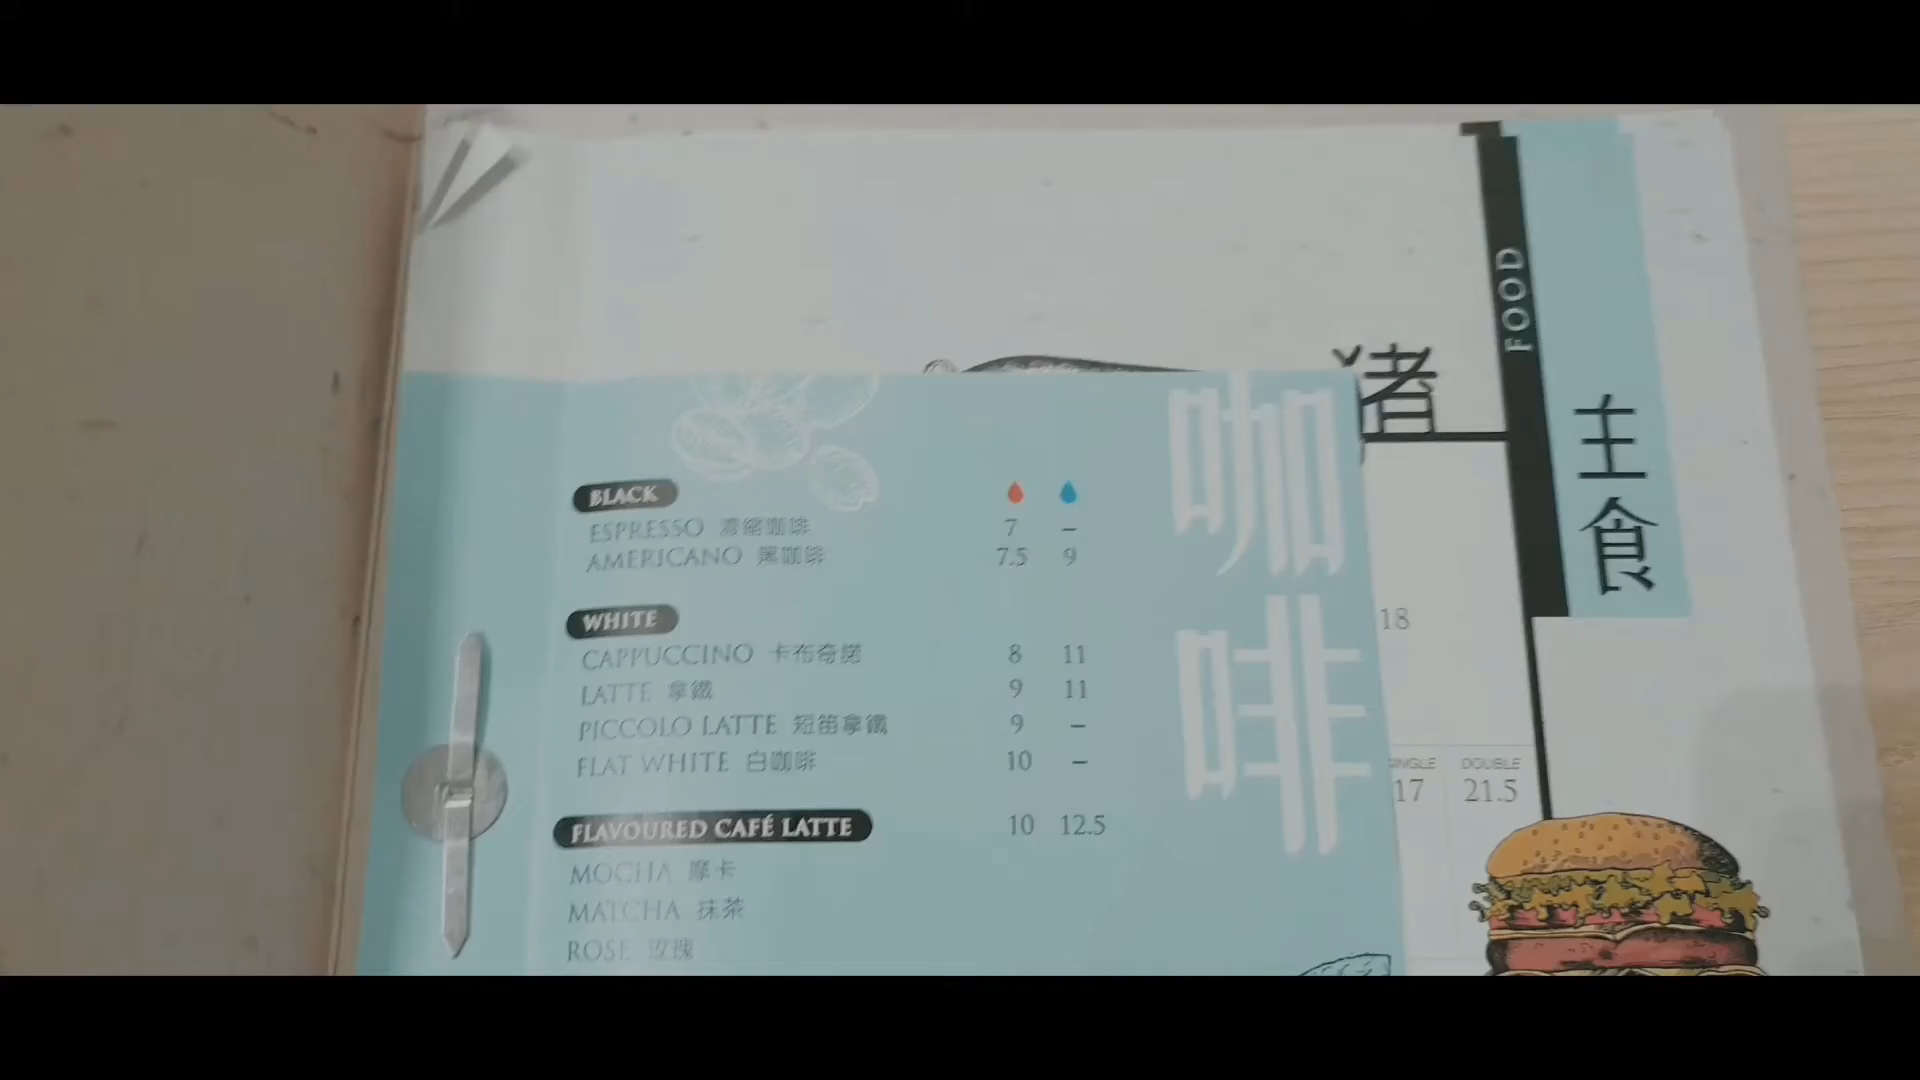 BLACK
ESPRESSO 濃縮咖啡 7 –
AMERICANO 黑咖啡 7.5 9
WHITE
CAPPUCCINO 卡布奇諾 8 11
LATTE 拿鐵 9 11
PICCOLO LATTE 短笛拿鐵 9 –
FLAT WHITE 白咖啡 10 –
FLAVOURED CAFÉ LATTE 10 12.5
MOCHA 摩卡
MATCHA 抹茶
ROSE 玫瑰
咖啡
猪
18
DOUBLE
17 21.5
FOOD
主食